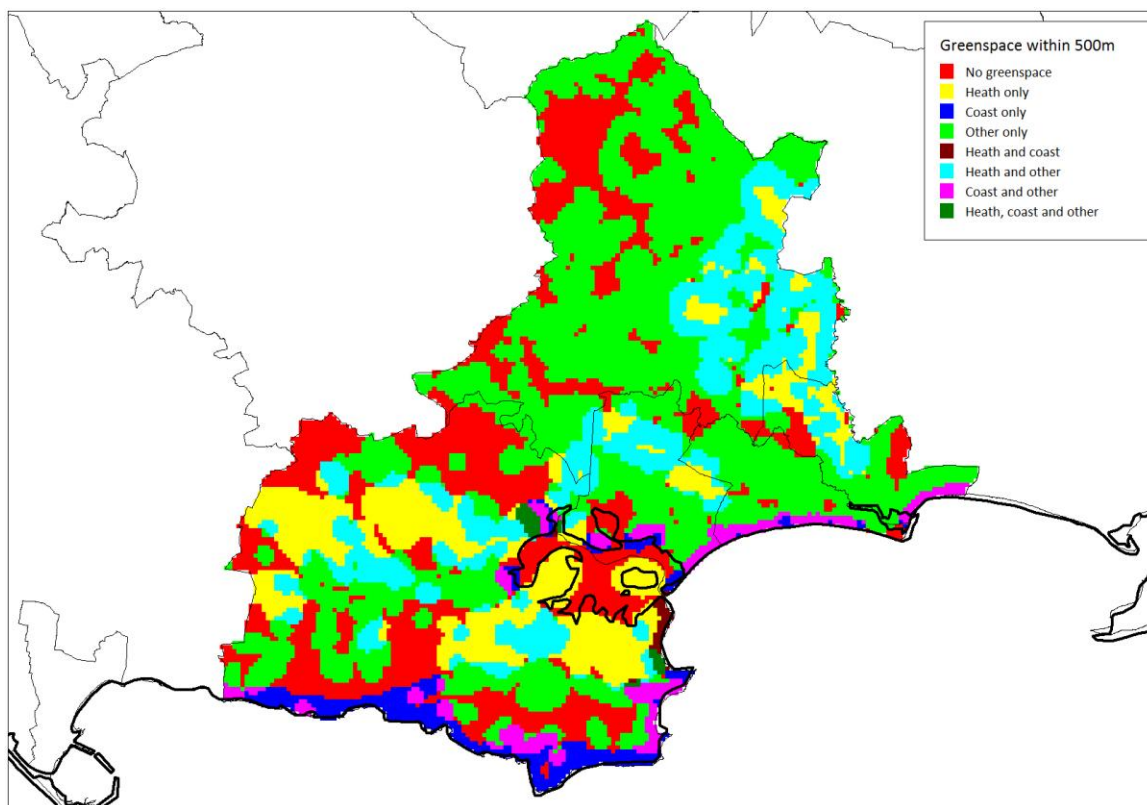 Greenspace within 500m
No greenspace
Heath only
Coast only
Other only
Heath and coast
Heath and other
Coast and other
Heath, coast and other